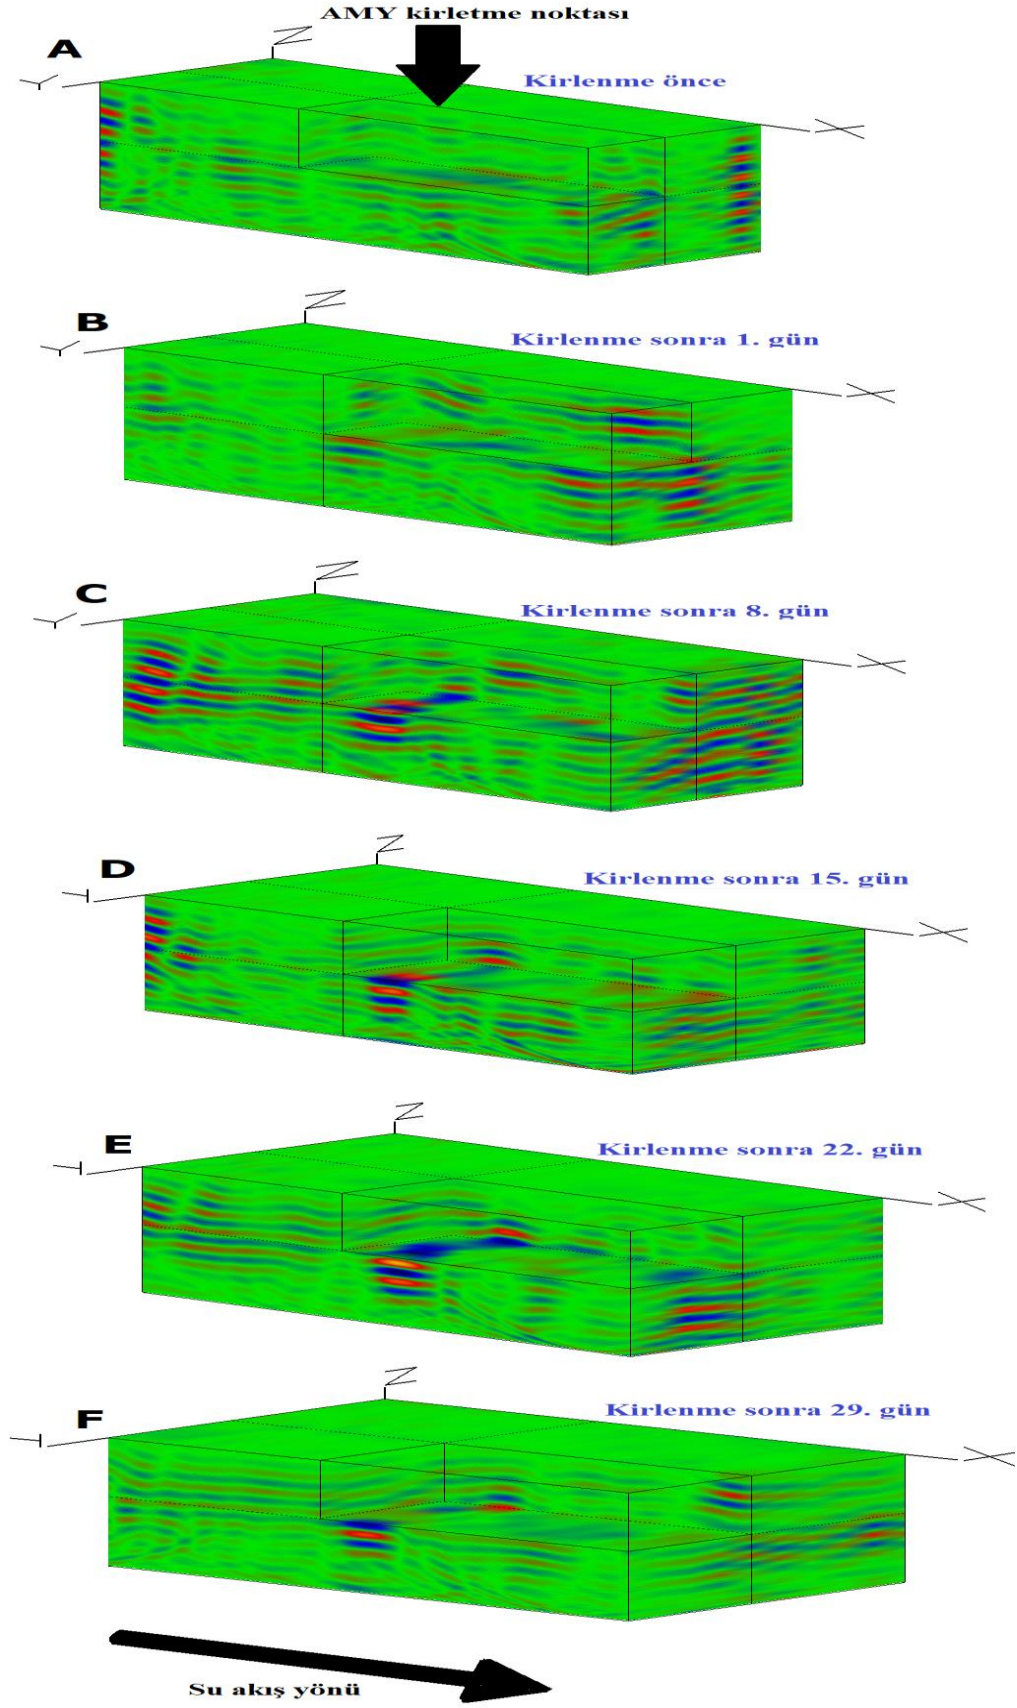 AMY kirletme noktası
A
Z
Y
X
Kirlenme önce
B
Z
Y
X
Kirlenme sonra 1. gün
C
Z
Y
X
Kirlenme sonra 8. gün
D
Z
Y
X
Kirlenme sonra 15. gün
E
Z
Y
X
Kirlenme sonra 22. gün
F
Z
Y
X
Kirlenme sonra 29. gün
Su akış yönü